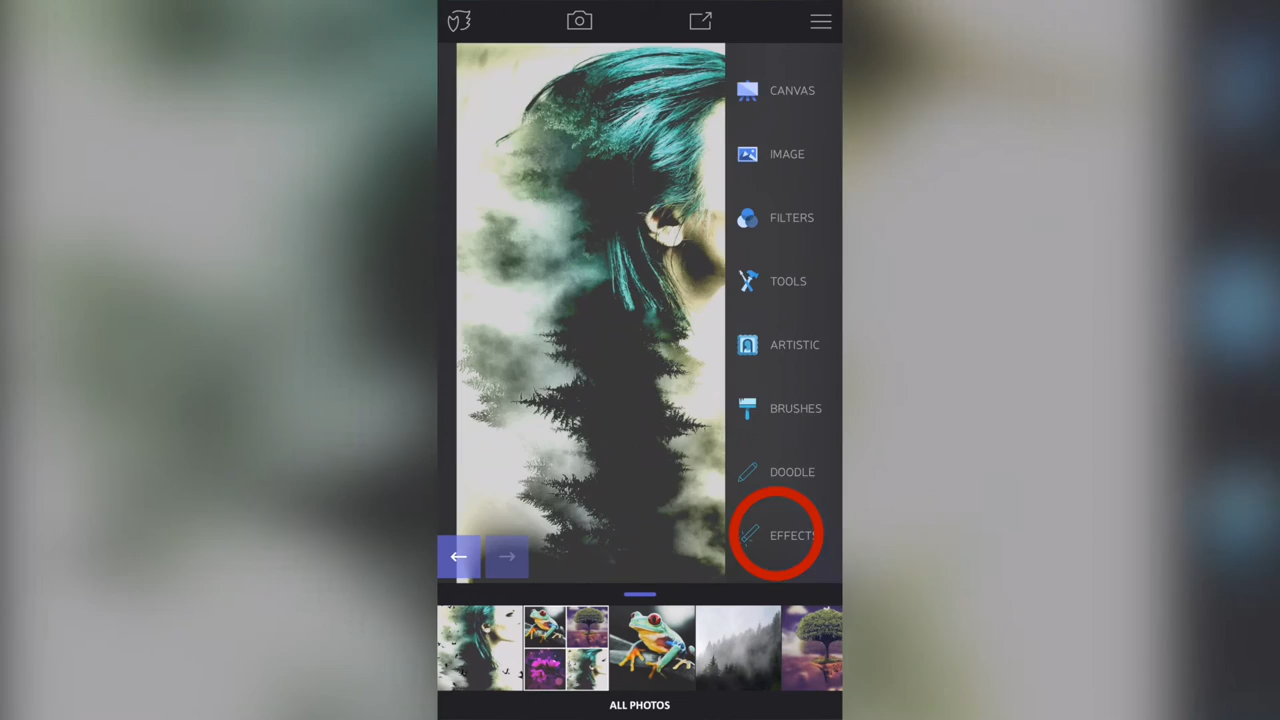 CANVAS
IMAGE
FILTERS
TOOLS
ARTISTIC
BRUSHES
DOODLE
EFFECTS
ALL PHOTOS